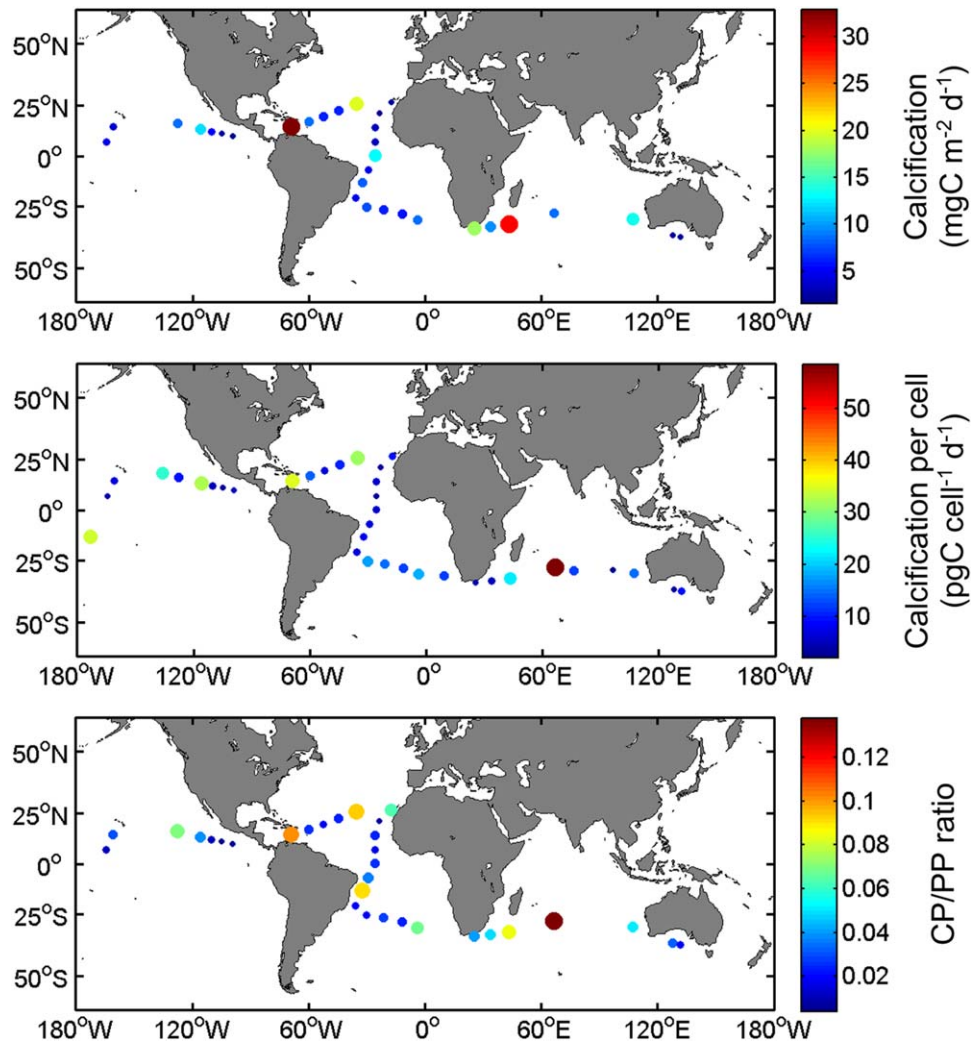 50°N
25°N
0°
25°S
50°S
180°W 120°W 60°W 0° 60°E 120°E 180°W
30
25
20
15
10
5
Calcification
(mgC m⁻² d⁻¹)
50°N
25°N
0°
25°S
50°S
180°W 120°W 60°W 0° 60°E 120°E 180°W
50
40
30
20
10
Calcification per cell
(pgC cell⁻¹ d⁻¹)
50°N
25°N
0°
25°S
50°S
180°W 120°W 60°W 0° 60°E 120°E 180°W
0.12
0.1
0.08
0.06
0.04
0.02
CP/PP ratio